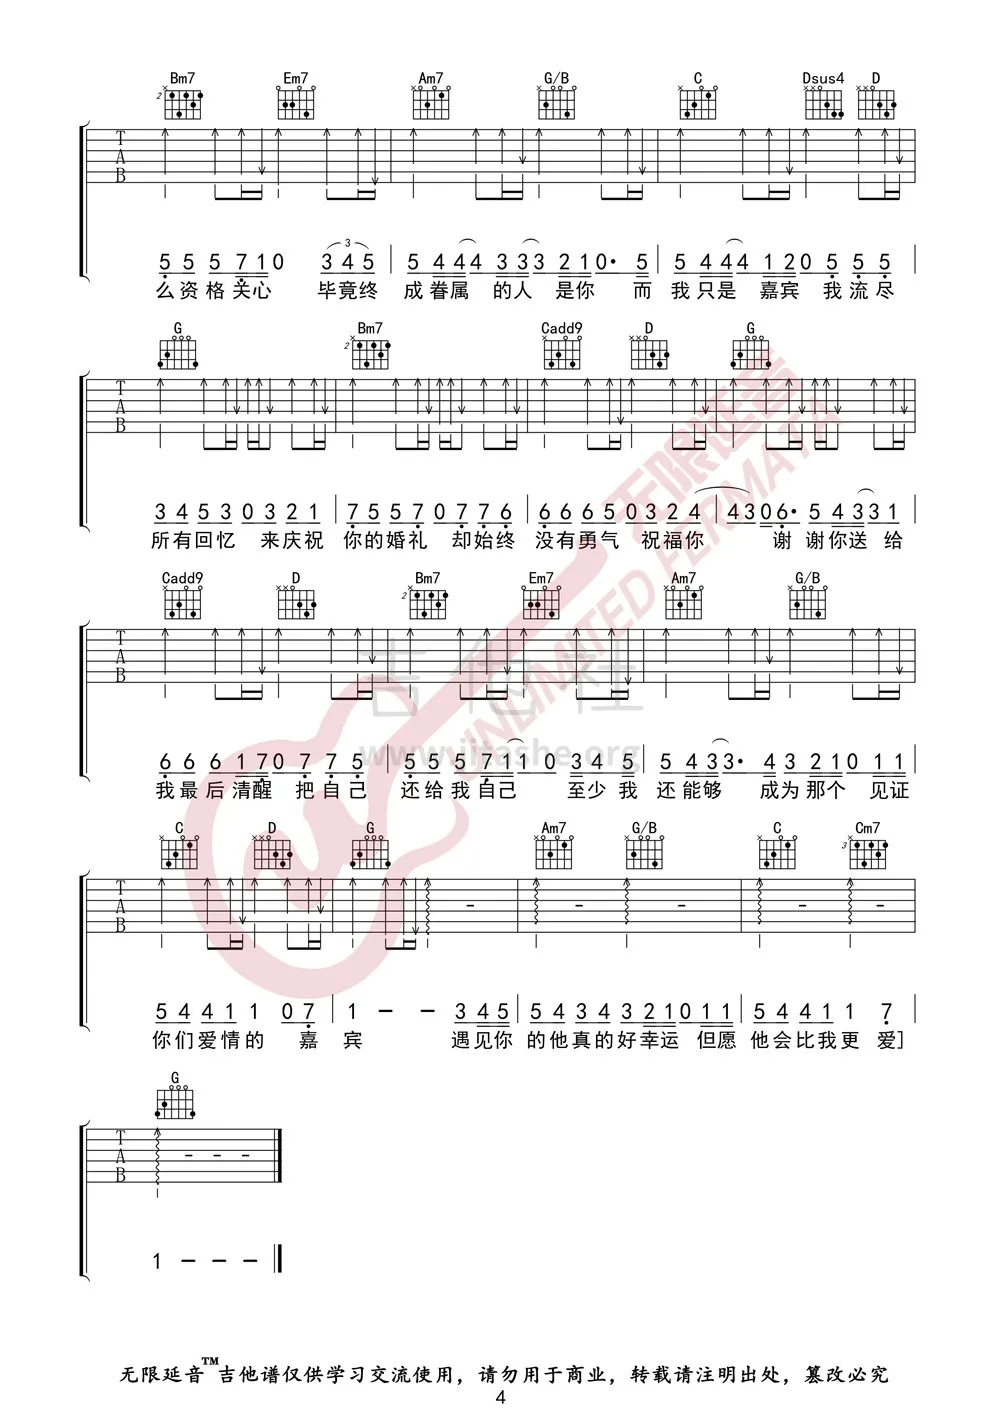 Bm7 Em7 Am7 G/B C Dsus4 D
T
A
B
5 5 5 7 1 0 3 4 5 5 4 4 4 3 3 3 2 1 0· 5 5 4 4 4 1 2 0 5 5 5
么资格关心 毕竟终成眷属的人是你 而我只是嘉宾 我流尽
G Bm7 Cadd9 D G
T
A
B
3 4 5 3 0 3 2 1 7 5 5 7 0 7 7 6 6 6 6 5 0 3 2 4 4 3 0 6· 5 4 3 3 1
所有回忆 来庆祝你的婚礼 却始终没有勇气 祝福你 谢谢你送给
Cadd9 D Bm7 Em7 Am7 G/B
T
A
B
6 6 6 1 7 0 7 7 5 5 5 5 7 1 1 0 3 4 5 5 4 3 3· 4 3 2 1 0 1 1
我最后清醒 把自己还给我自己 至少我还能够 成为那个 见证
C D G Am7 G/B C Cm7
T
A
B
5 4 4 1 1 0 7 1 – – 3 4 5 5 4 3 4 3 2 1 0 1 1 5 4 4 1 1 7
你们爱情的嘉宾 遇见你的他真的好幸运 但愿他会比我更爱]
G
T
A
B
1 – – –
无限延音™吉他谱仅供学习交流使用，请勿用于商业，转载请注明出处，篡改必究
4
无限延音
UNLIMITED FERMATA
吉他社
www.jitashe.org